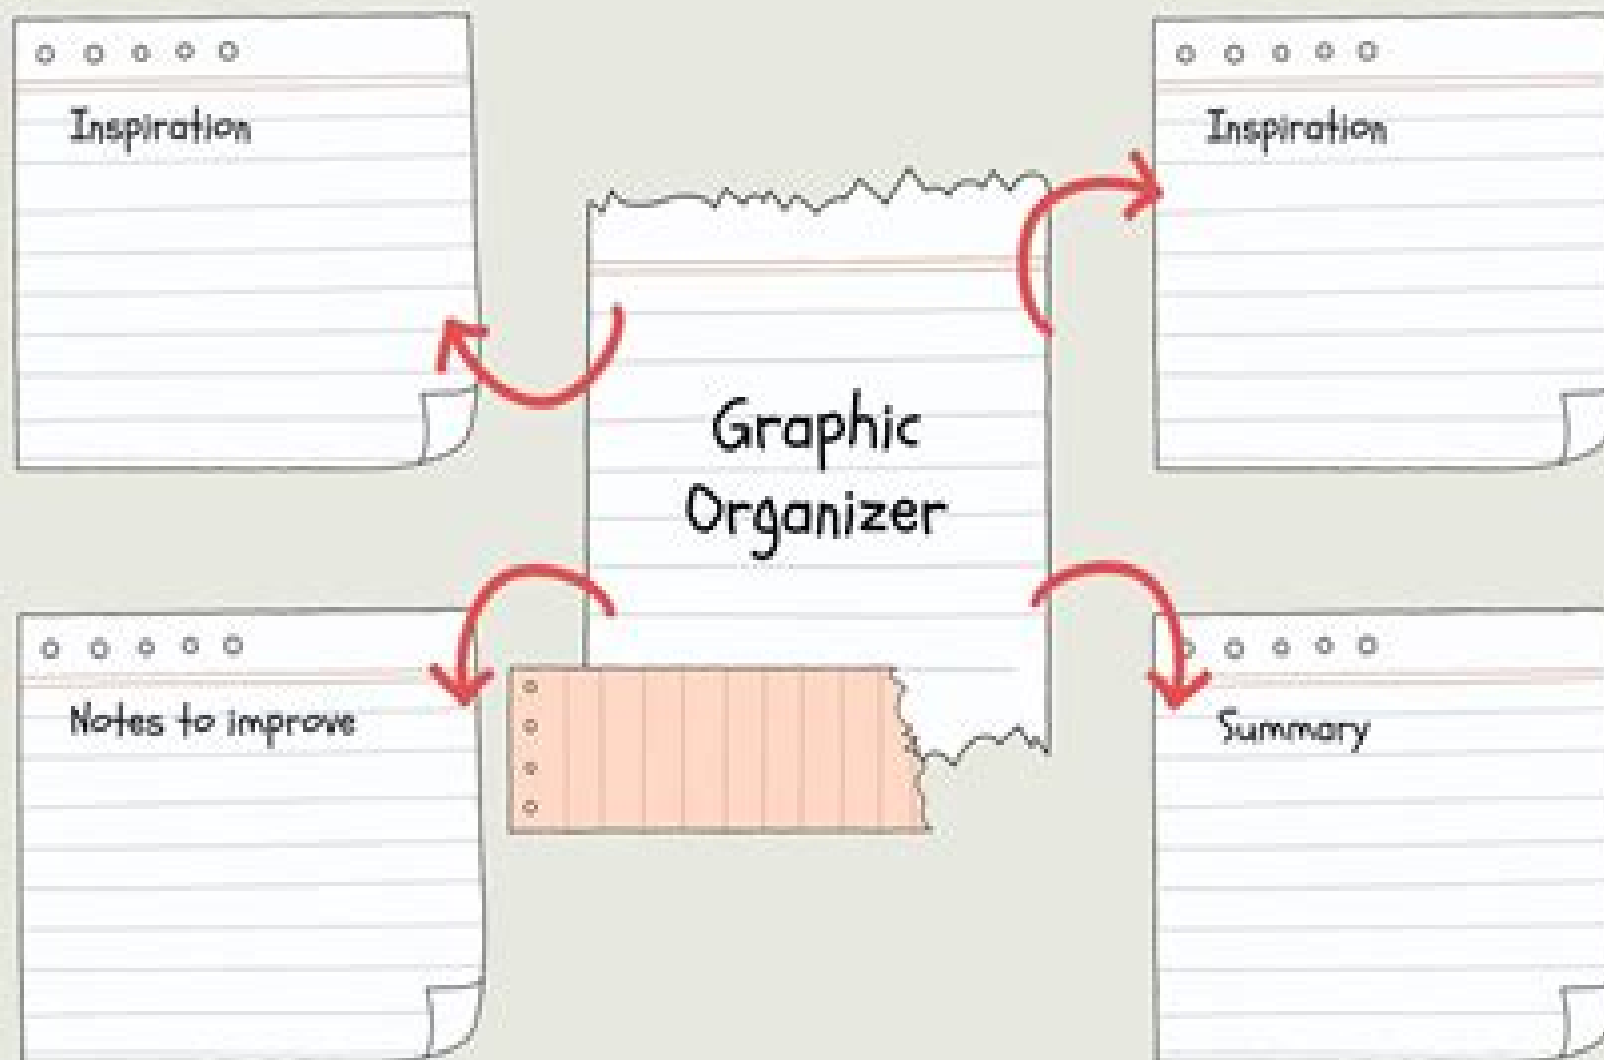 Inspiration
Inspiration
Graphic
Organizer
Notes to improve
Summary